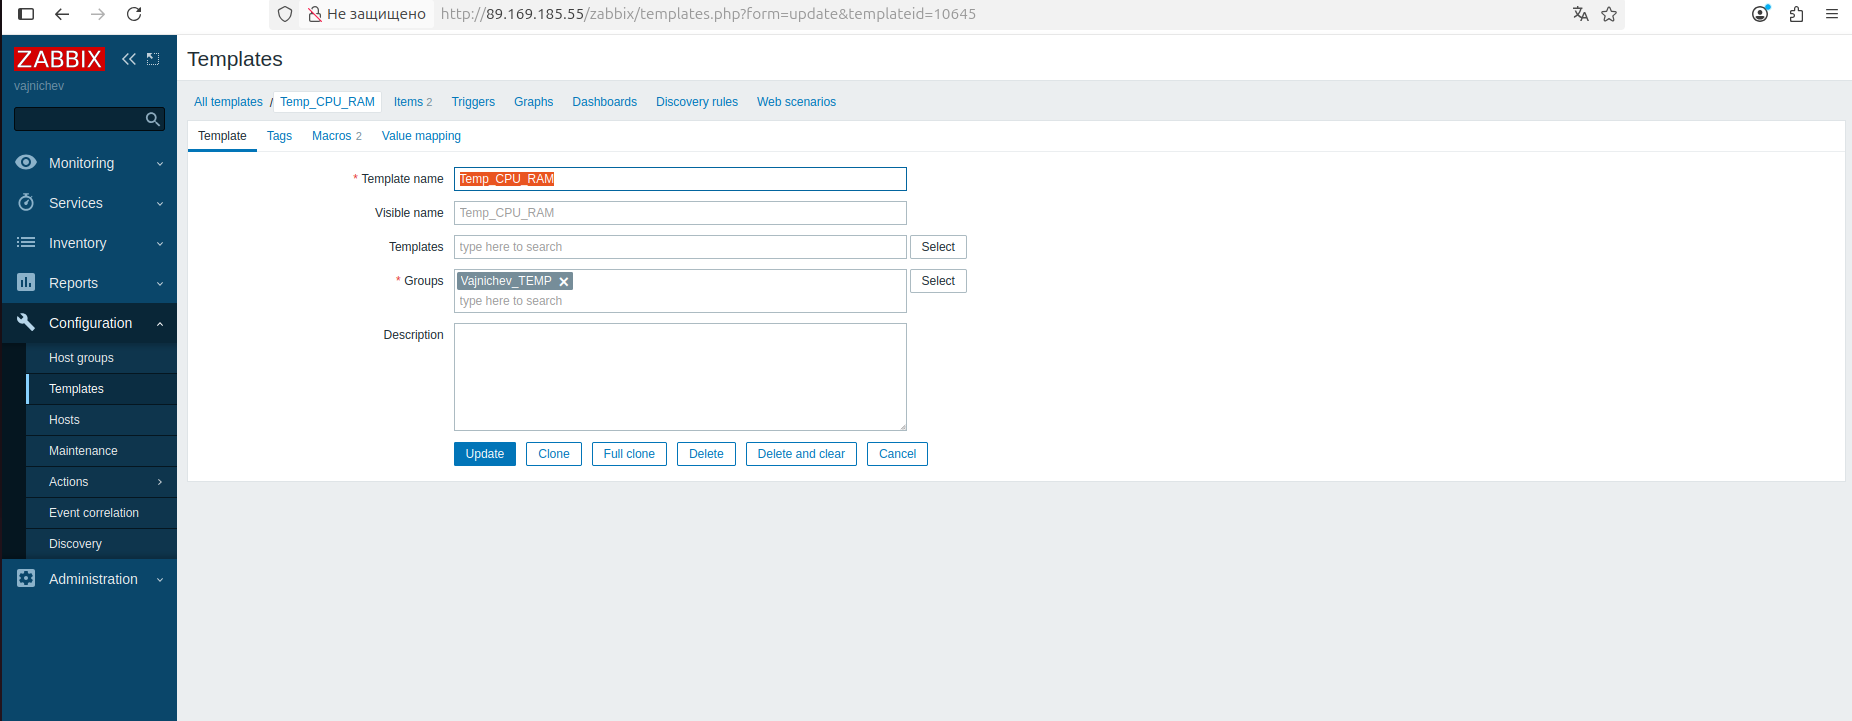 Не защищено http://89.169.185.55/zabbix/templates.php?form=update&templateid=10645
ZABBIX
vajnichev
Monitoring
Services
Inventory
Reports
Configuration
Host groups
Templates
Hosts
Maintenance
Actions
Event correlation
Discovery
Administration
Templates
All templates / Temp_CPU_RAM Items 2 Triggers Graphs Dashboards Discovery rules Web scenarios
Template Tags Macros 2 Value mapping
* Template name Temp_CPU_RAM
Visible name Temp_CPU_RAM
Templates type here to search Select
* Groups Vajnichev_TEMP Select
type here to search
Description
Update Clone Full clone Delete Delete and clear Cancel